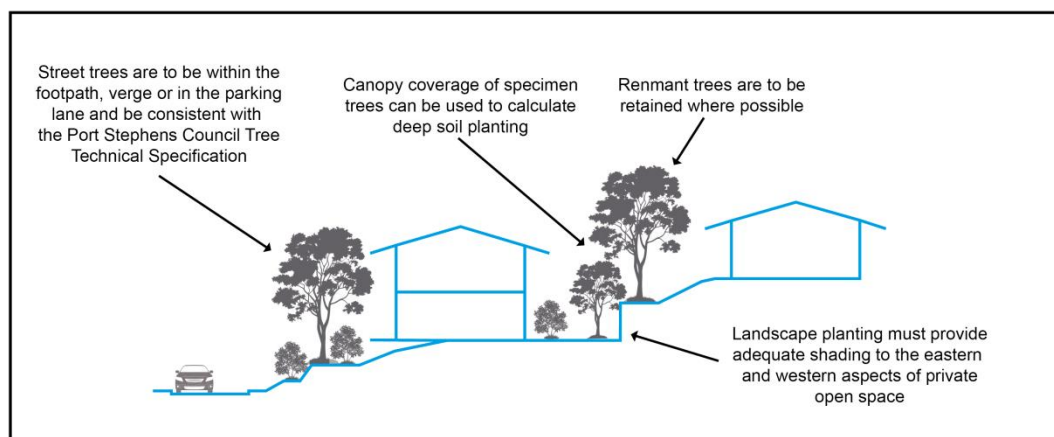 Street trees are to be within the
footpath, verge or in the parking
lane and be consistent with
the Port Stephens Council Tree
Technical Specification
Canopy coverage of specimen
trees can be used to calculate
deep soil planting
Renmant trees are to be
retained where possible
Landscape planting must provide
adequate shading to the eastern
and western aspects of private
open space